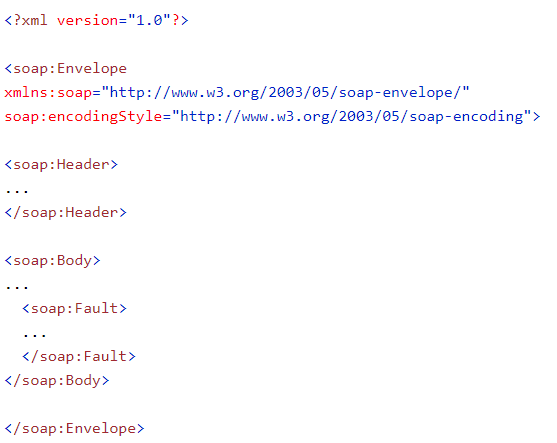 <?xml version="1.0"?>
<soap:Envelope
xmlns:soap="http://www.w3.org/2003/05/soap-envelope/"
soap:encodingStyle="http://www.w3.org/2003/05/soap-encoding">
<soap:Header>
...
</soap:Header>
<soap:Body>
...
<soap:Fault>
...
</soap:Fault>
</soap:Body>
</soap:Envelope>